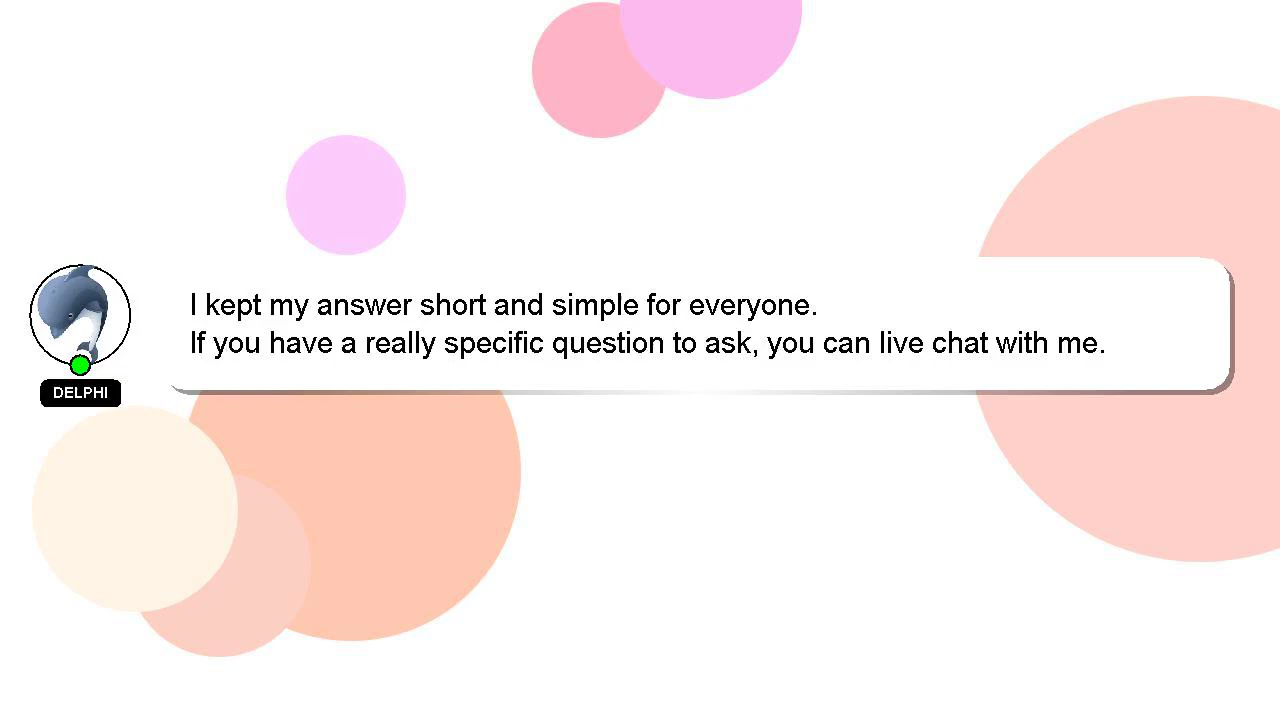 I kept my answer short and simple for everyone.
If you have a really specific question to ask, you can live chat with me.
DELPHI